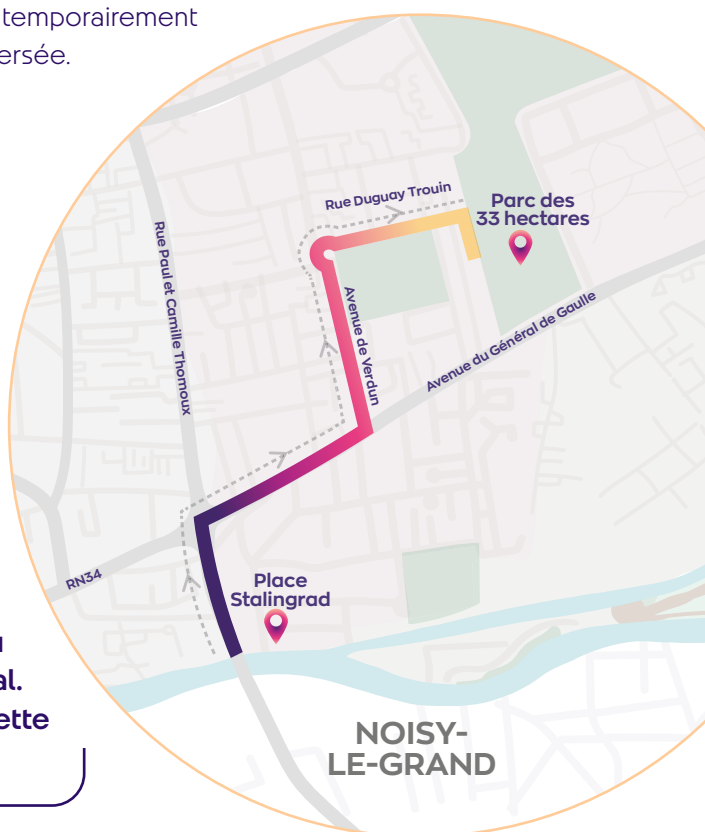 temporairement
ersée.
Rue Duguay Trouin
Parc des
33 hectares
Rue Paul et Camille Thomoux
Avenue de Verdun
Avenue du Général de Gaulle
RN34
Place
Stalingrad
al.
ette
NOISY-
LE-GRAND